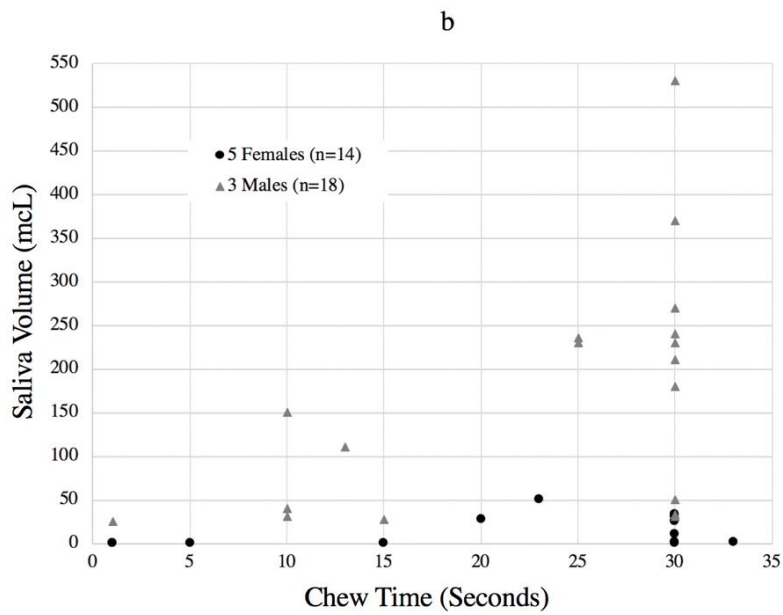 b
550
500
450
400
350
300
250
200
150
100
50
0
Saliva Volume (mcL)
5 Females (n=14)
3 Males (n=18)
0 5 10 15 20 25 30 35
Chew Time (Seconds)